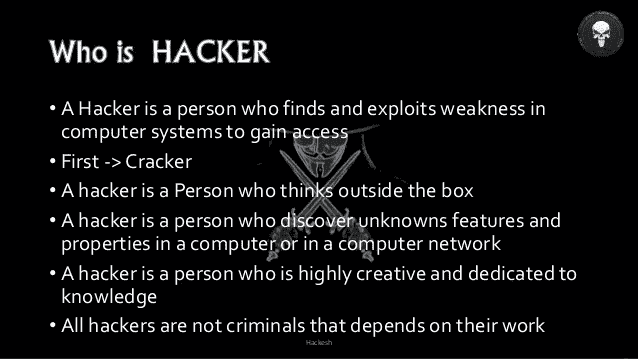 Who is HACKER
• A Hacker is a person who finds and exploits weakness in
computer systems to gain access
• First -> Cracker
• A hacker is a Person who thinks outside the box
• A hacker is a person who discover unknowns features and
properties in a computer or in a computer network
• A hacker is a person who is highly creative and dedicated to
knowledge
• All hackers are not criminals that depends on their work
Hackesh